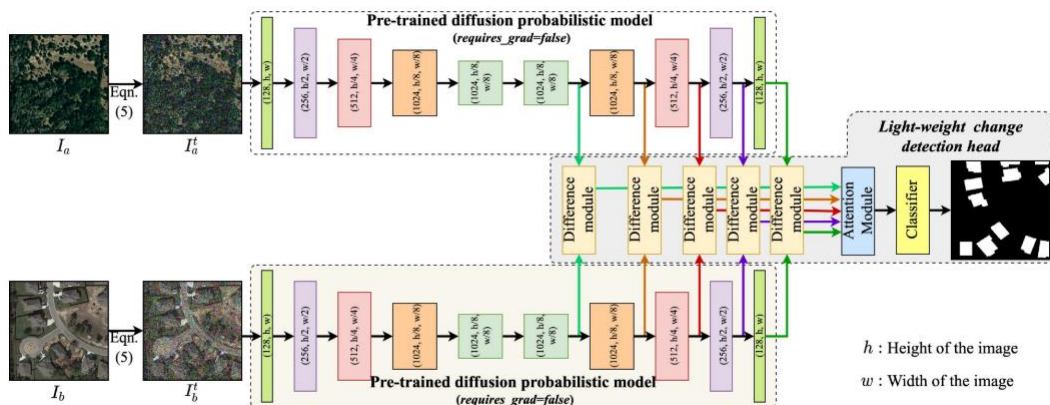 Pre-trained diffusion probabilistic model
(requires_grad=false)
(128, h, w)
(256, h/2, w/2)
(512, h/4, w/4)
(1024, h/8, w/8)
(1024, h/8,
w/8)
(1024, h/8,
w/8)
(1024, h/8, w/8)
(512, h/4, w/4)
(256, h/2, w/2)
(128, h, w)
Eqn.
(5)
I_a
I_a^t
Light-weight change
detection head
Difference
module
Difference
module
Difference
module
Difference
module
Difference
module
Attention
Module
Classifier
Eqn.
(5)
I_b
I_b^t
(128, h, w)
(256, h/2, w/2)
(512, h/4, w/4)
(1024, h/8, w/8)
(1024, h/8,
w/8)
(1024, h/8,
w/8)
(1024, h/8, w/8)
(512, h/4, w/4)
(256, h/2, w/2)
(128, h, w)
Pre-trained diffusion probabilistic model
(requires_grad=false)
h : Height of the image
w : Width of the image